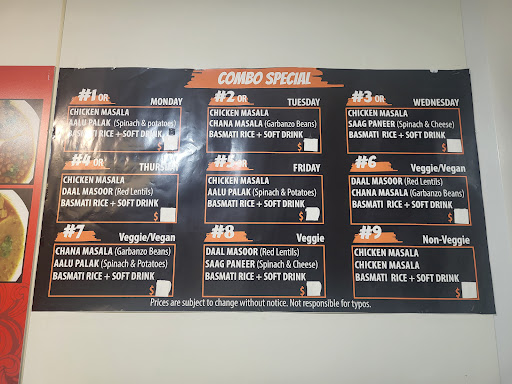 COMBO SPECIAL
#1 OR MONDAY
CHICKEN MASALA
AALU PALAK (Spinach & potatoes)
BASMATI RICE + SOFT DRINK
$
#2 OR TUESDAY
CHICKEN MASALA
CHANA MASALA (Garbanzo Beans)
BASMATI RICE + SOFT DRINK
$
#3 OR WEDNESDAY
CHICKEN MASALA
SAAG PANEER (Spinach & Cheese)
BASMATI RICE + SOFT DRINK
$
#4 OR THURSDAY
CHICKEN MASALA
DAAL MASOOR (Red Lentils)
BASMATI RICE + SOFT DRINK
$
#5 OR FRIDAY
CHICKEN MASALA
AALU PALAK (Spinach & Potatoes)
BASMATI RICE + SOFT DRINK
$
#6 Veggie/Vegan
DAAL MASOOR (Red Lentils)
CHANA MASALA (Garbanzo Beans)
BASMATI RICE + SOFT DRINK
$
#7 Veggie/Vegan
CHANA MASALA (Garbanzo Beans)
AALU PALAK (Spinach & Potatoes)
BASMATI RICE + SOFT DRINK
$
#8 Veggie
DAAL MASOOR (Red Lentils)
SAAG PANEER (Spinach & Cheese)
BASMATI RICE + SOFT DRINK
$
#9 Non-Veggie
CHICKEN MASALA
CHICKEN MASALA
BASMATI RICE + SOFT DRINK
$
Prices are subject to change without notice. Not responsible for typos.